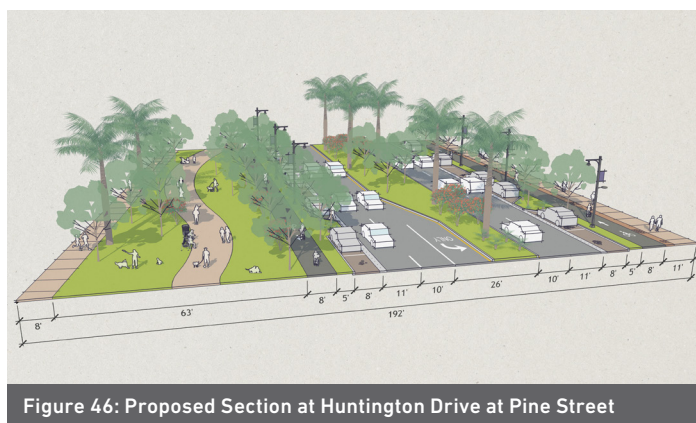 8' 63' 8' 5' 8' 11' 10' 26' 10' 11' 8' 5' 8' 11'
192'
ONLY
Figure 46: Proposed Section at Huntington Drive at Pine Street